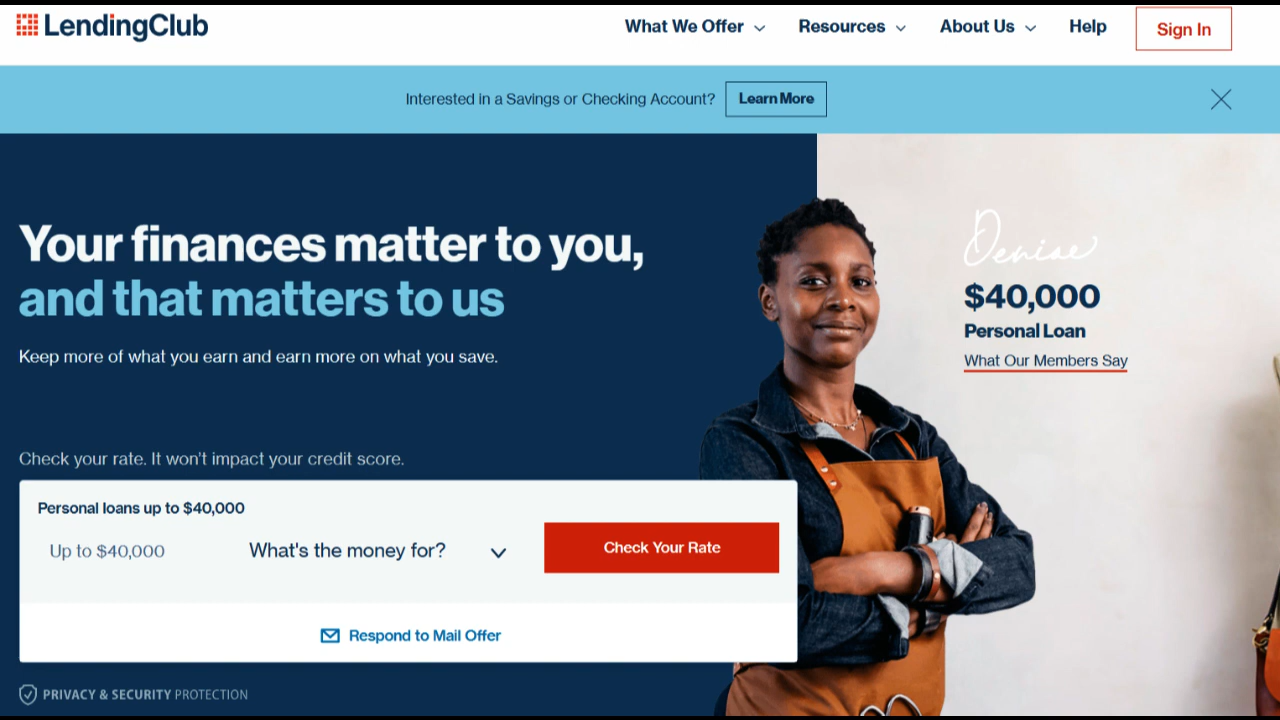 LendingClub
What We Offer
Resources
About Us
Help
Sign In
Interested in a Savings or Checking Account?
Learn More
Your finances matter to you,
and that matters to us
Keep more of what you earn and earn more on what you save.
Denise
$40,000
Personal Loan
What Our Members Say
Check your rate. It won't impact your credit score.
Personal loans up to $40,000
Up to $40,000
What's the money for?
Check Your Rate
Respond to Mail Offer
PRIVACY & SECURITY PROTECTION